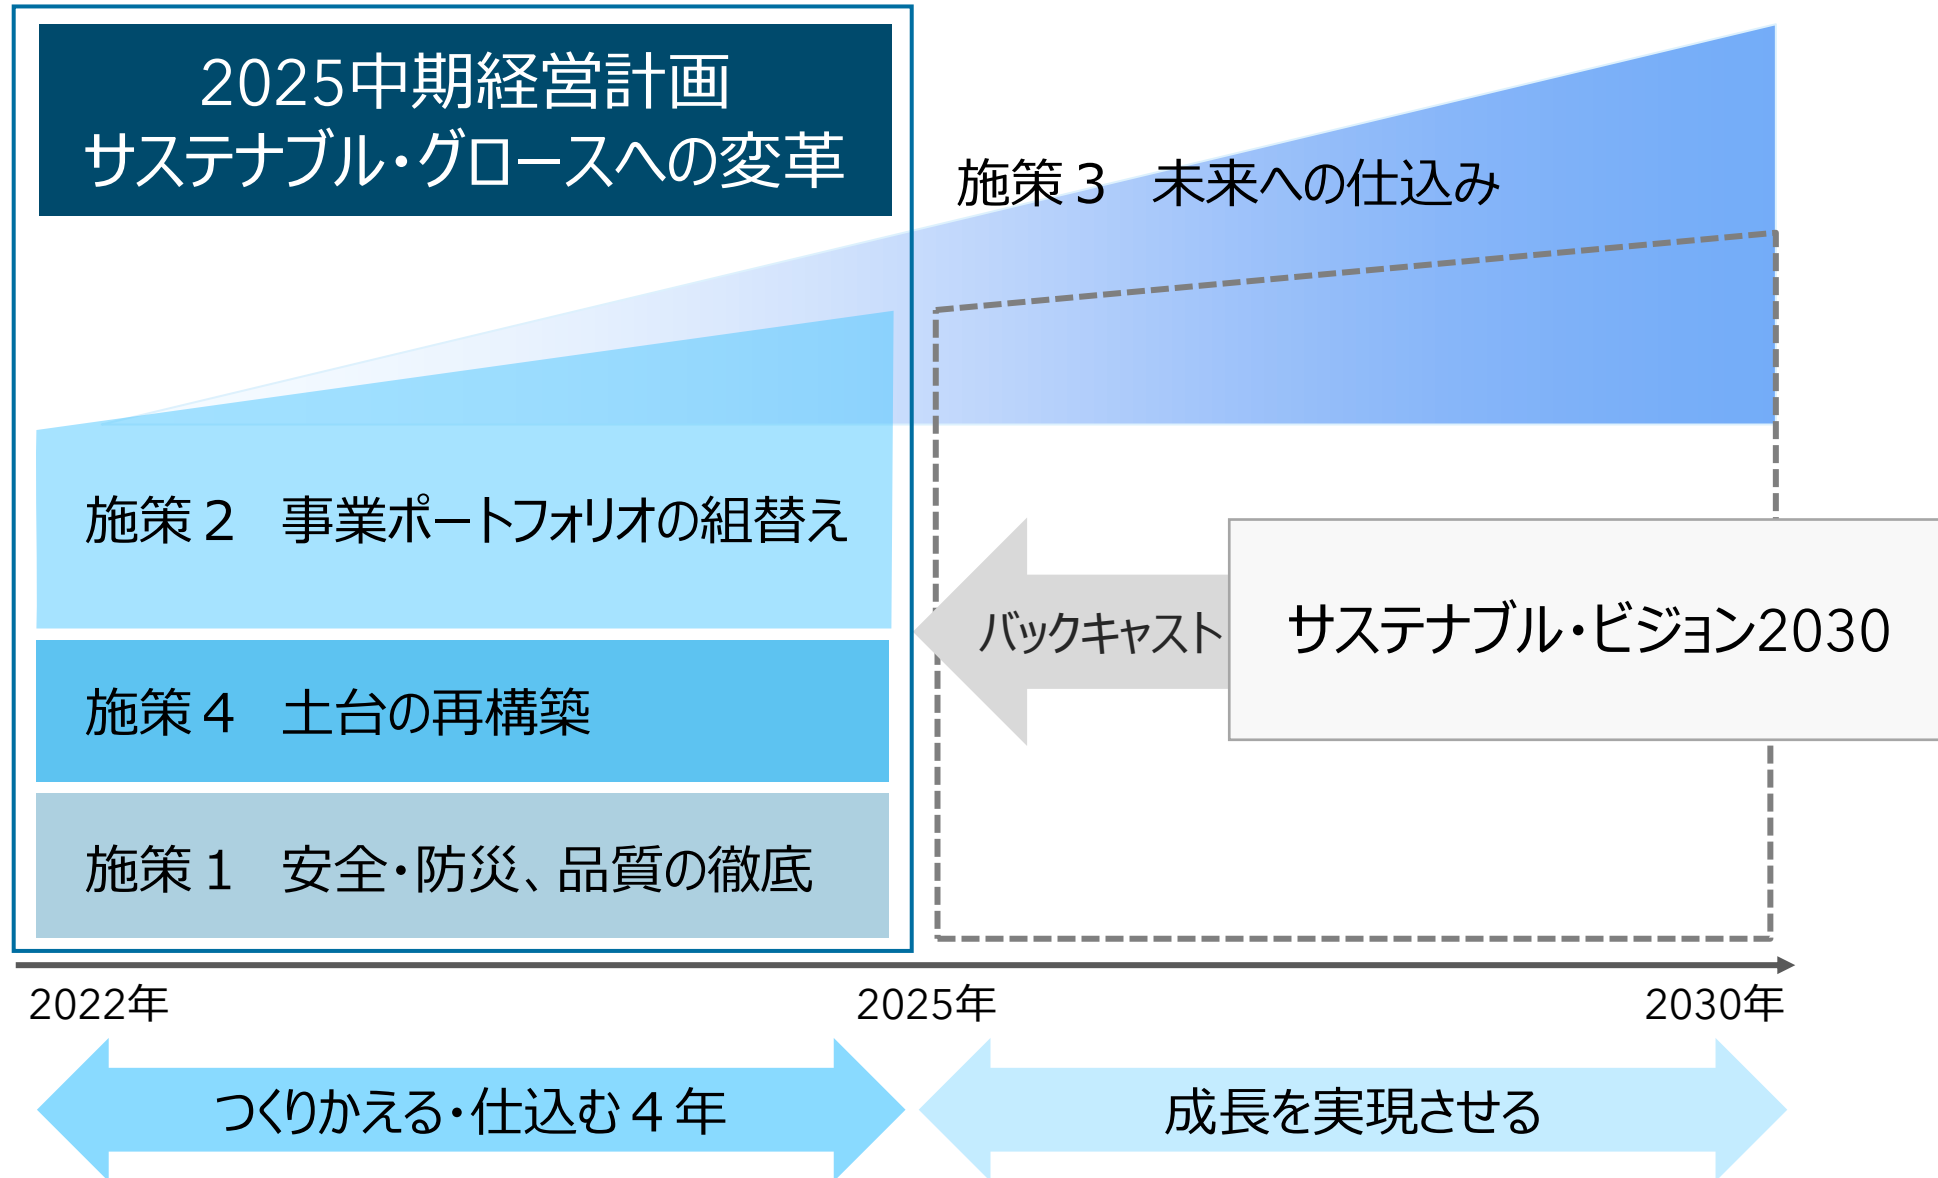 2025中期経営計画
サステナブル・グロースへの変革
施策3　未来への仕込み
施策2　事業ポートフォリオの組替え
バックキャスト
サステナブル・ビジョン2030
施策4　土台の再構築
施策1　安全・防災、品質の徹底
2022年
2025年
2030年
つくりかえる・仕込む4年
成長を実現させる